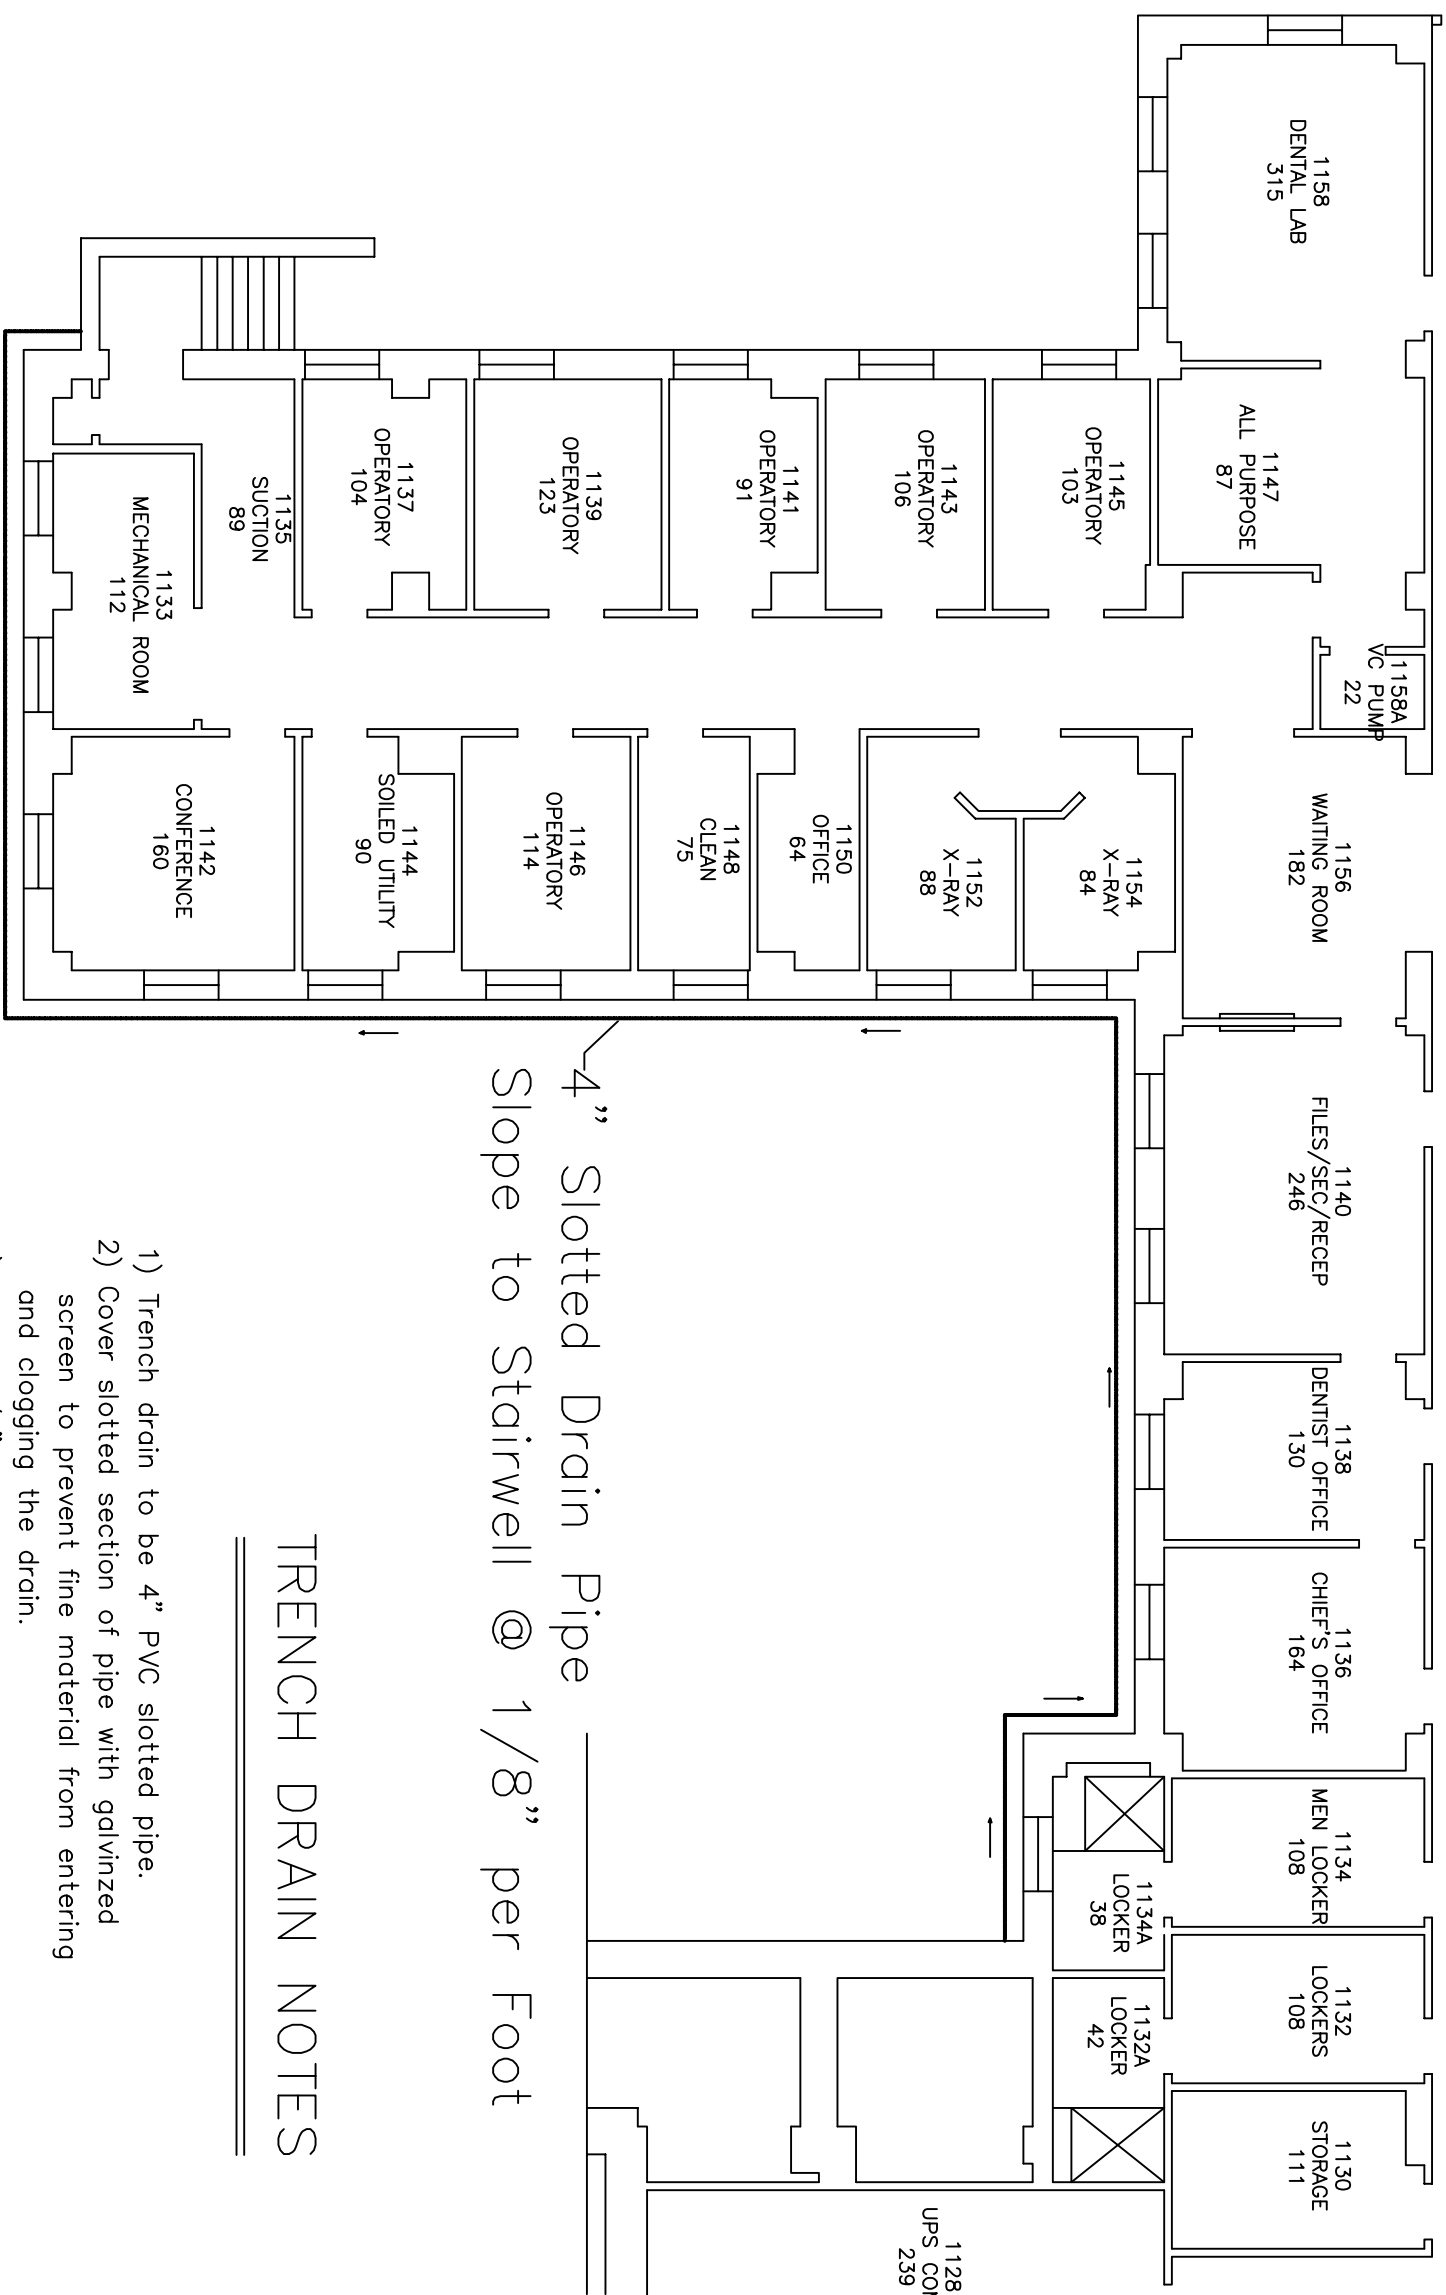 1158
DENTAL LAB
315
1147
ALL PURPOSE
87
1158A
VC PUMP
22
1156
WAITING ROOM
182
1140
FILES/SEC/RECEP
246
1138
DENTIST OFFICE
130
1136
CHIEF'S OFFICE
164
1134
MEN LOCKER
108
1132
LOCKERS
108
1130
STORAGE
111
1134A
LOCKER
38
1132A
LOCKER
42
1128
UPS
239
1145
OPERATORY
103
1143
OPERATORY
106
1141
OPERATORY
91
1139
OPERATORY
123
1137
OPERATORY
104
1135
SUCTION
89
1133
MECHANICAL ROOM
112
1154
X-RAY
84
1152
X-RAY
88
1150
OFFICE
64
1148
CLEAN
75
1146
OPERATORY
114
1144
SOILED UTILITY
90
1142
CONFERENCE
160
4" Slotted Drain Pipe
Slope to Stairwell @ 1/8" per Foot
TRENCH DRAIN NOTES
1) Trench drain to be 4" PVC slotted pipe.
2) Cover slotted section of pipe with galvinzed
screen to prevent fine material from entering
and clogging the drain.